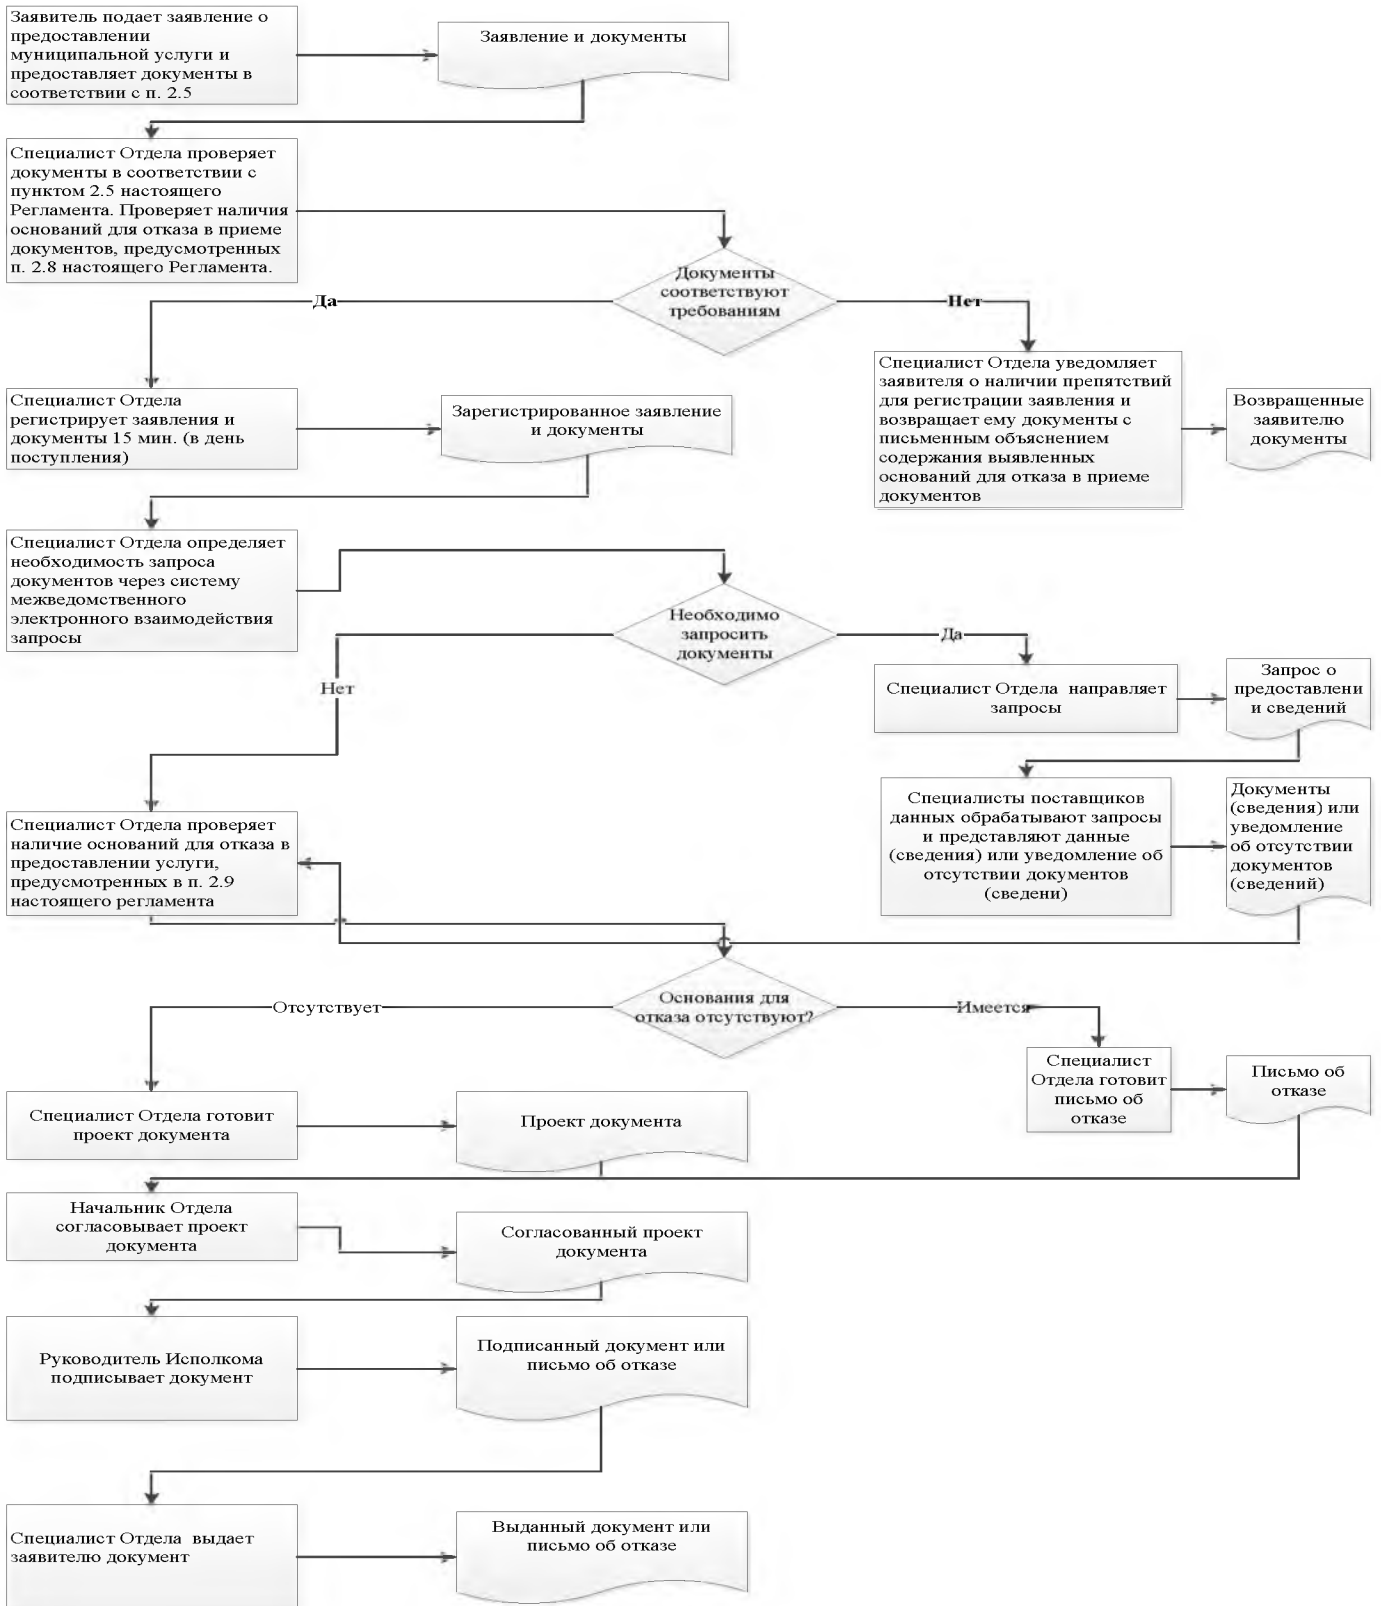 Заявитель подает заявление о
предоставлении
муниципальной услуги и
предоставляет документы в
соответствии с п. 2.5
Заявление и документы
Специалист Отдела проверяет
документы в соответствии с
пунктом 2.5 настоящего
Регламента. Проверяет наличия
оснований для отказа в приеме
документов, предусмотренных
п. 2.8 настоящего Регламента.
Документы
соответствуют
требованиям
Да
Нет
Специалист Отдела
регистрирует заявления и
документы 15 мин. (в день
поступления)
Зарегистрированное заявление
и документы
Специалист Отдела уведомляет
заявителя о наличии препятствий
для регистрации заявления и
возвращает ему документы с
письменным объяснением
содержания выявленных
оснований для отказа в приеме
документов
Возвращенные
заявителю
документы
Специалист Отдела определяет
необходимость запроса
документов через систему
межведомственного
электронного взаимодействия
запросы
Необходимо
запросить
документы
Да
Нет
Специалист Отдела  направляет
запросы
Запрос о
предоставлени
и сведений
Специалисты поставщиков
данных обрабатывают запросы
и представляют данные
(сведения) или уведомление об
отсутствии документов
(сведени)
Документы
(сведения) или
уведомление
об отсутствии
документов
(сведений)
Специалист Отдела проверяет
наличие оснований для отказа в
предоставлении услуги,
предусмотренных в п. 2.9
настоящего регламента
Основания для
отказа отсутствуют?
Отсутствует
Имеется
Специалист
Отдела готовит
письмо об
отказе
Письмо об
отказе
Специалист Отдела готовит
проект документа
Проект документа
Начальник Отдела
согласовывает проект
документа
Согласованный проект
документа
Руководитель Исполкома
подписывает документ
Подписанный документ или
письмо об отказе
Специалист Отдела  выдает
заявителю документ
Выданный документ или
письмо об отказе